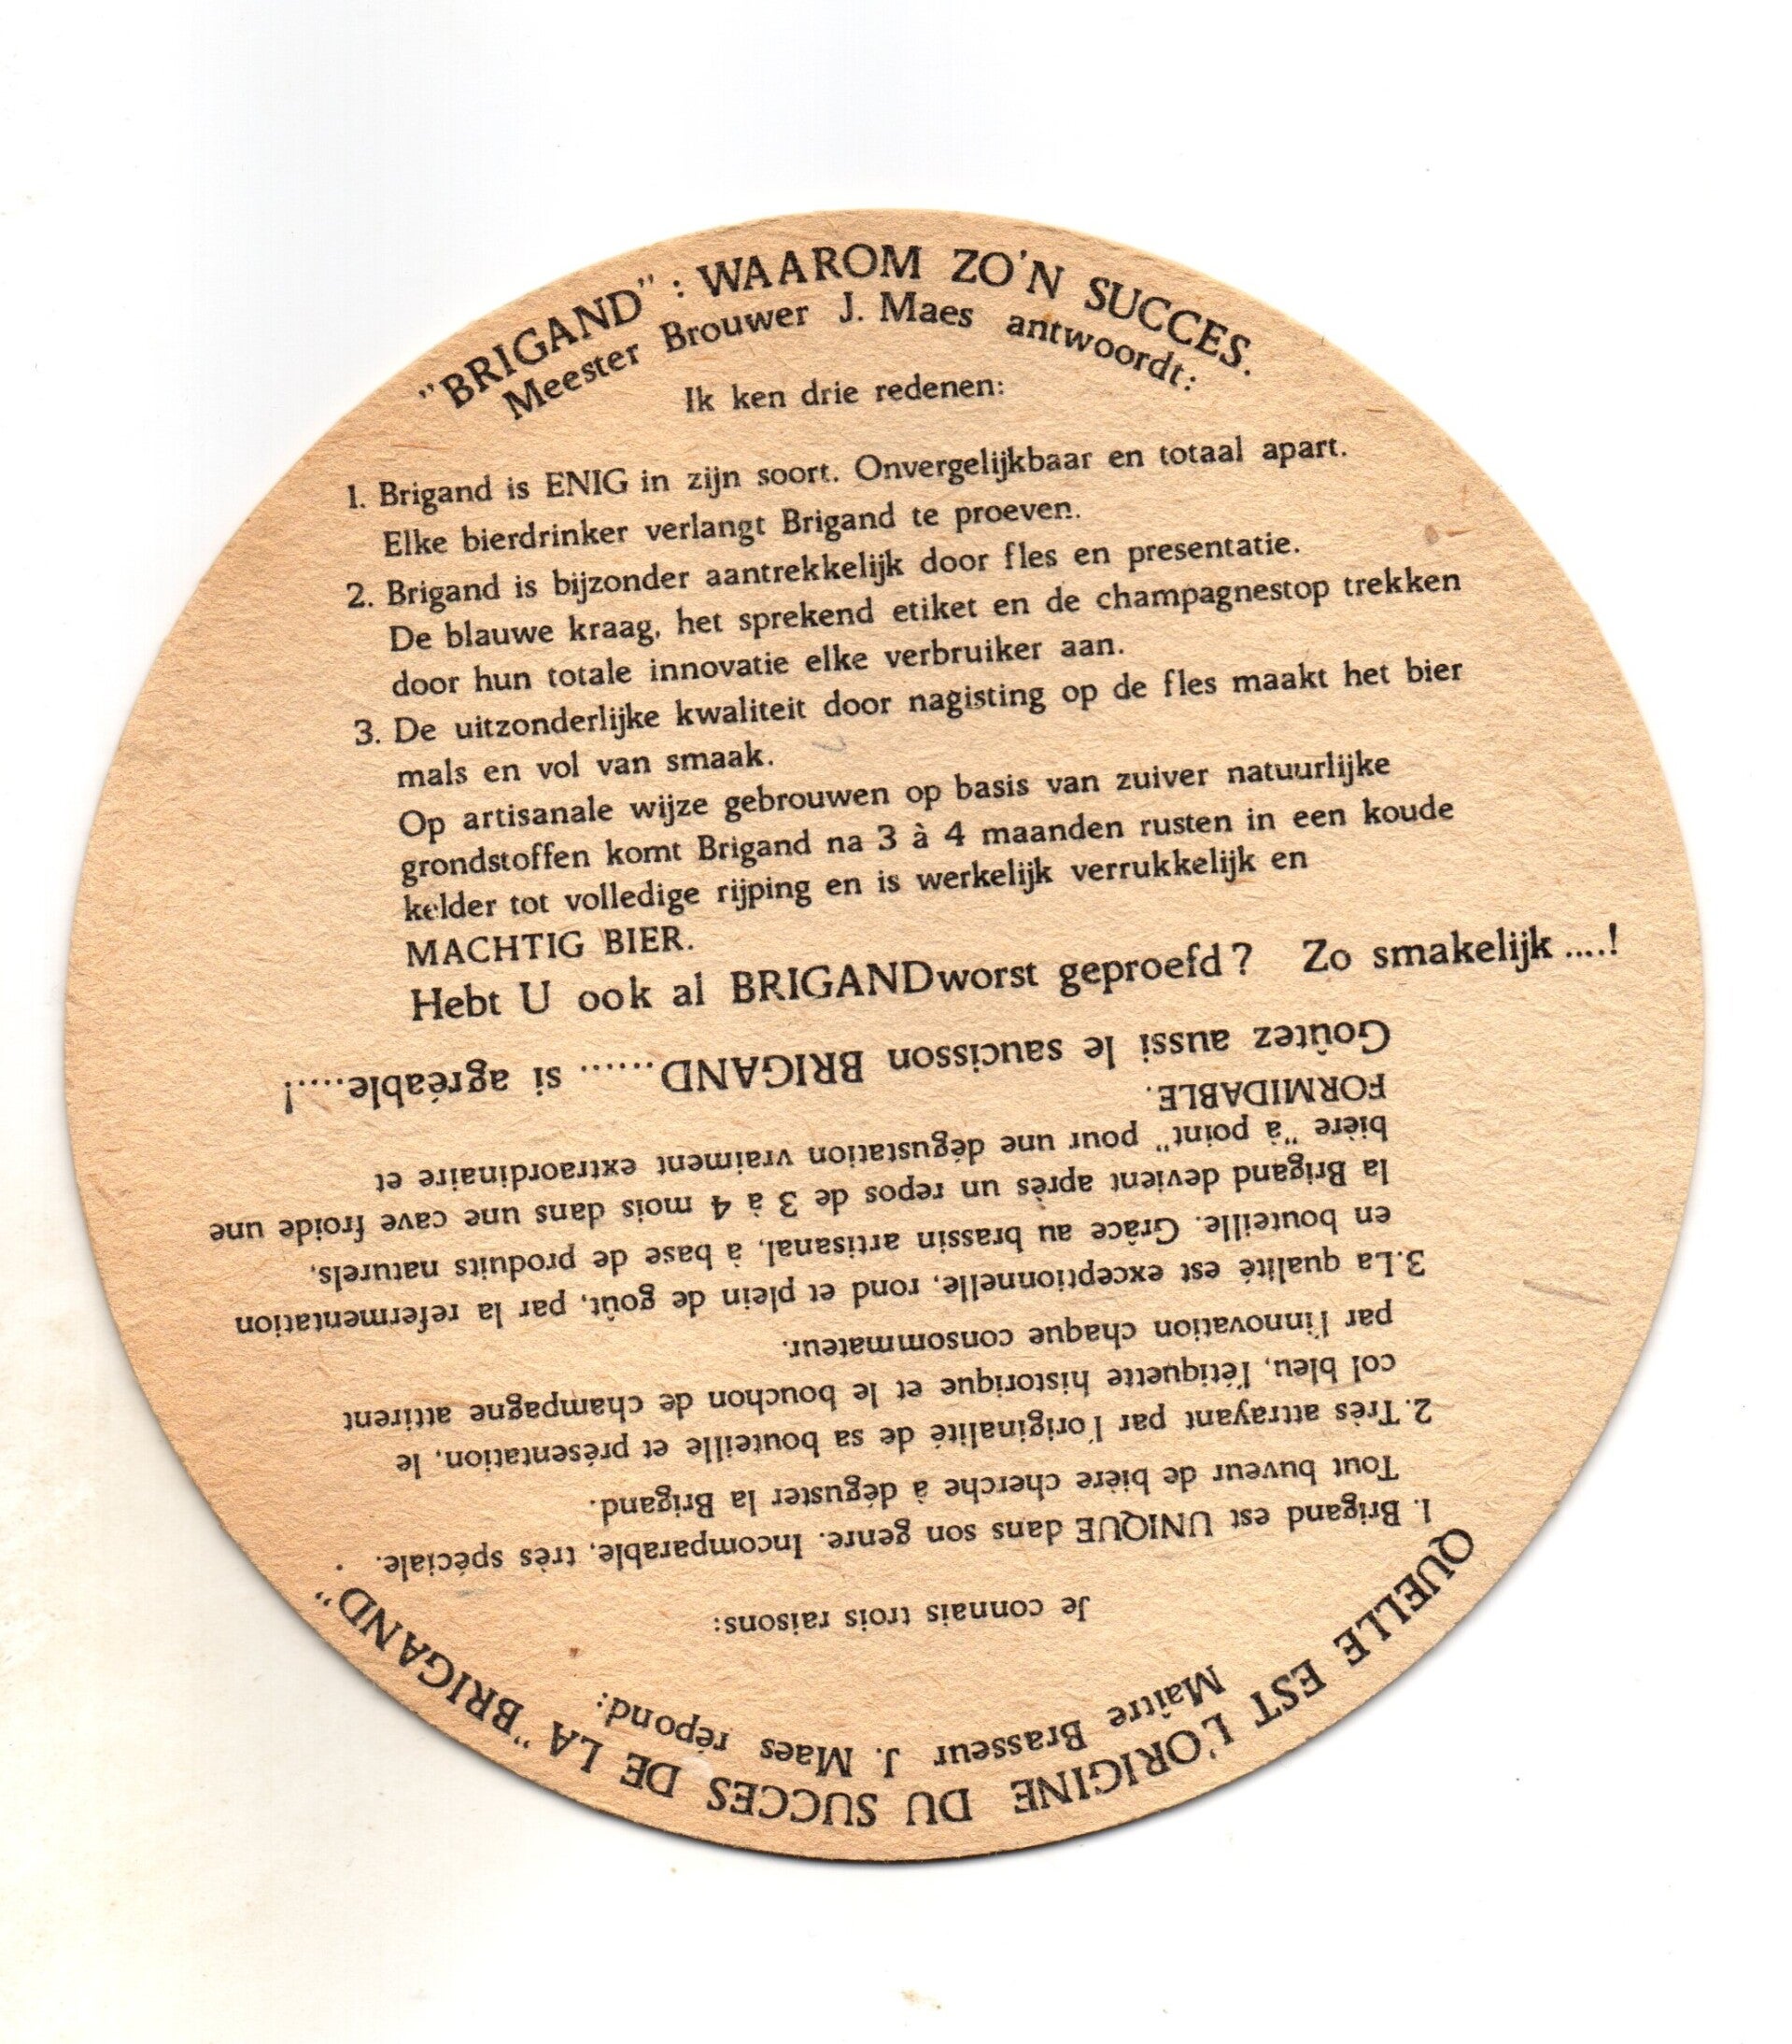 "BRIGAND" : WAAROM ZO'N SUCCES.
Meester Brouwer J. Maes antwoordt:
Ik ken drie redenen:
1. Brigand is ENIG in zijn soort. Onvergelijkbaar en totaal apart.
Elke bierdrinker verlangt Brigand te proeven.
2. Brigand is bijzonder aantrekkelijk door fles en presentatie.
De blauwe kraag, het sprekend etiket en de champagnestop trekken
door hun totale innovatie elke verbruiker aan.
3. De uitzonderlijke kwaliteit door nagisting op de fles maakt het bier
mals en vol van smaak.
Op artisanale wijze gebrouwen op basis van zuiver natuurlijke
grondstoffen komt Brigand na 3 à 4 maanden rusten in een koude
kelder tot volledige rijping en is werkelijk verrukkelijk en
MACHTIG BIER.
Hebt U ook al BRIGANDworst geproefd ? Zo smakelijk ....!
QUELLE EST L'ORIGINE DU SUCCES DE LA "BRIGAND".
Maître Brasseur J. Maes répond:
Je connais trois raisons:
1. Brigand est UNIQUE dans son genre. Incomparable, très spéciale.
Tout buveur de bière cherche à déguster la Brigand.
2. Très attrayant par l'originalité de sa bouteille et présentation, le
col bleu, l'étiquette historique et le bouchon de champagne attirent
par l'innovation chaque consommateur.
3. La qualité est exceptionnelle, rond et plein de goût, par la refermentation
en bouteille. Grâce au brassin artisanal, à base de produits naturels,
la Brigand devient après un repos de 3 à 4 mois dans une cave froide une
bière "à point" pour une dégustation vraiment extraordinaire et
FORMIDABLE.
Goûtez aussi le saucisson BRIGAND....... si agréable.....!